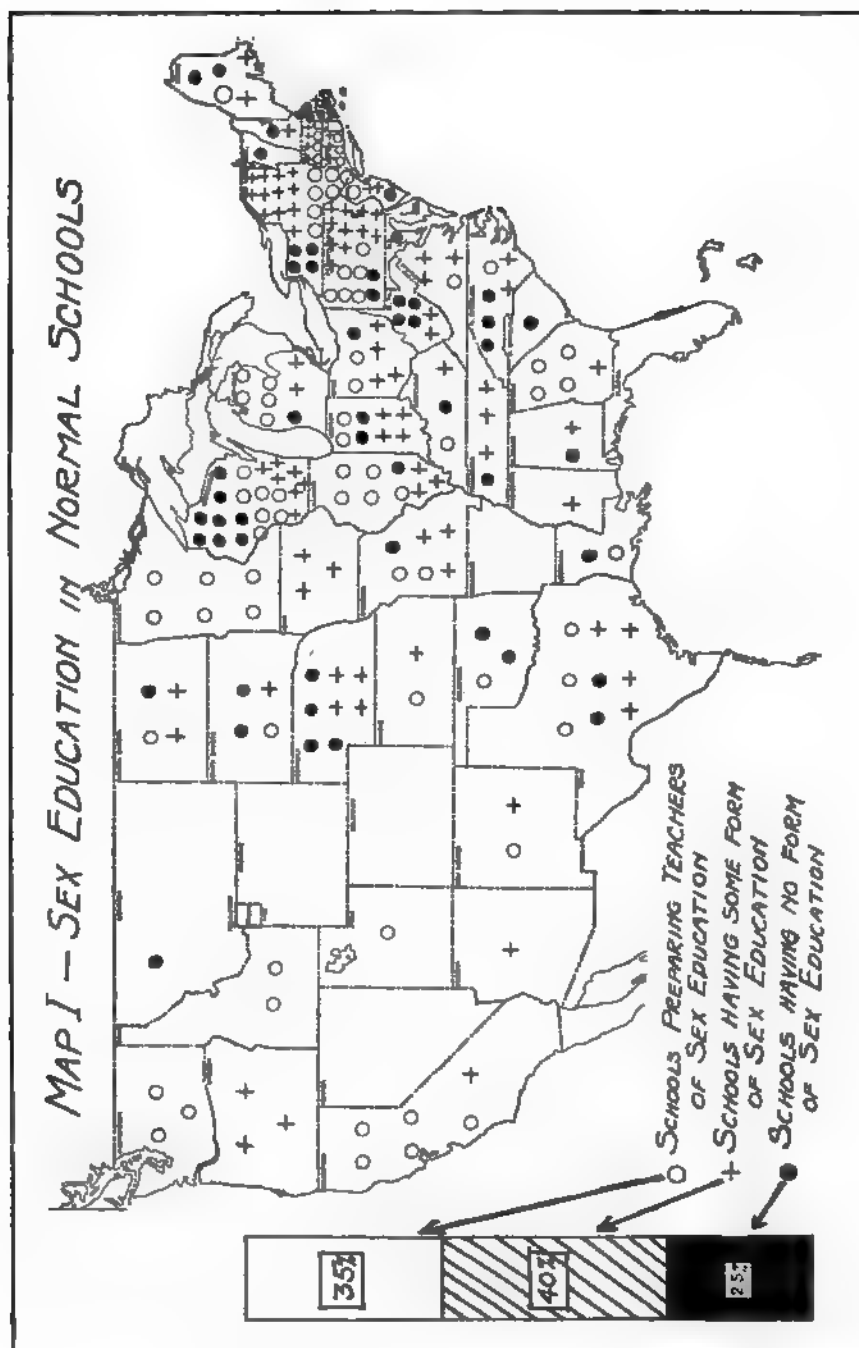 MAP I — SEX EDUCATION IN NORMAL SCHOOLS
35%
40%
25%
SCHOOLS PREPARING TEACHERS
OF SEX EDUCATION
SCHOOLS HAVING SOME FORM
OF SEX EDUCATION
SCHOOLS HAVING NO FORM
OF SEX EDUCATION